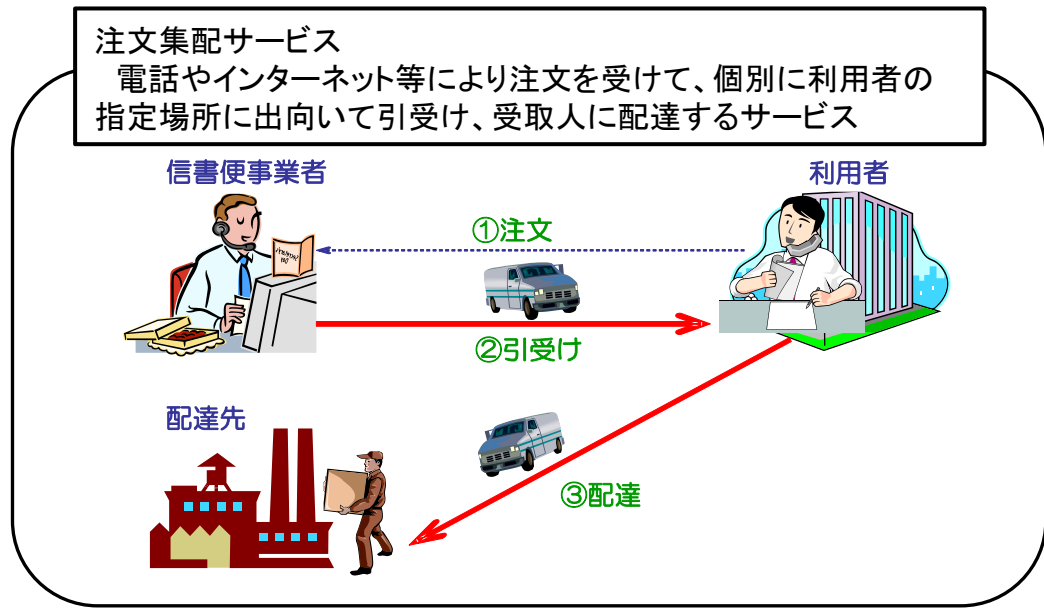 注文集配サービス
電話やインターネット等により注文を受けて、個別に利用者の
指定場所に出向いて引受け、受取人に配達するサービス
信書便事業者
利用者
①注文
②引受け
配達先
③配達